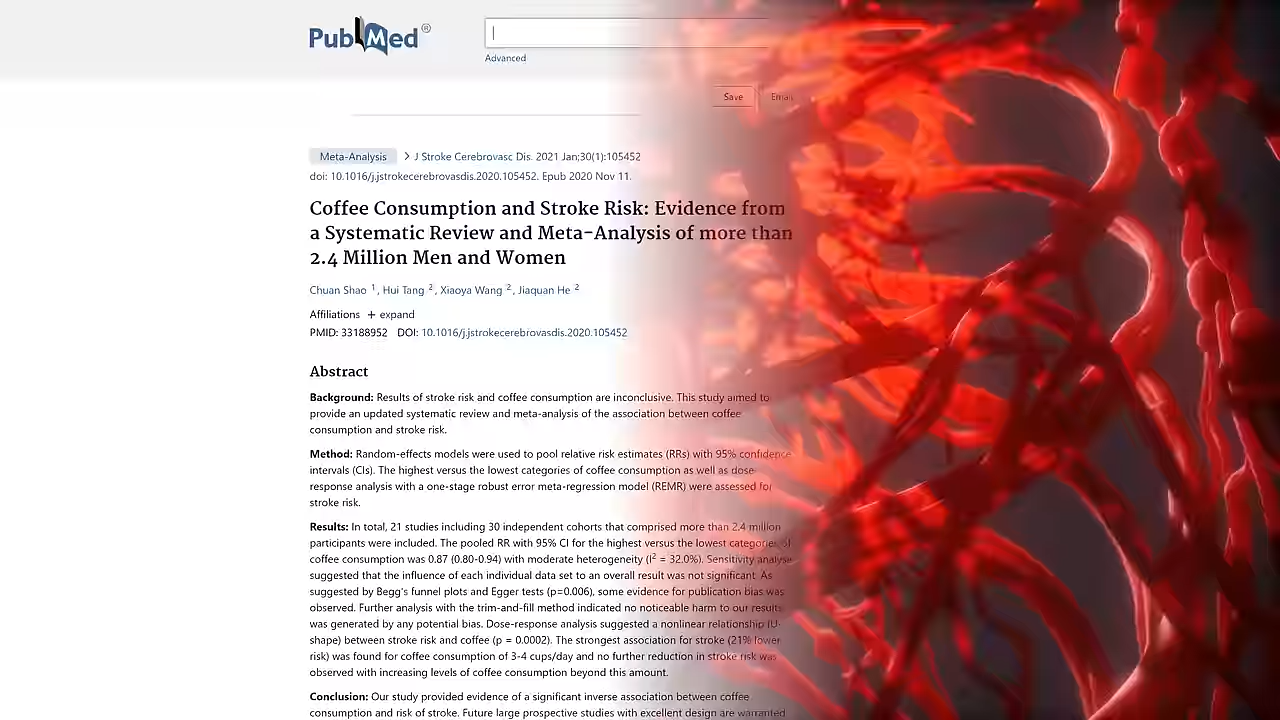 PubMed®
Advanced
Save Email
Meta-Analysis > J Stroke Cerebrovasc Dis. 2021 Jan;30(1):105452
doi: 10.1016/j.jstrokecerebrovasdis.2020.105452. Epub 2020 Nov 11.
Coffee Consumption and Stroke Risk: Evidence from
a Systematic Review and Meta-Analysis of more than
2.4 Million Men and Women
Chuan Shao 1, Hui Tang 2, Xiaoya Wang 2, Jiaquan He 2
Affiliations + expand
PMID: 33188952 DOI: 10.1016/j.jstrokecerebrovasdis.2020.105452
Abstract
Background: Results of stroke risk and coffee consumption are inconclusive. This study aimed to
provide an updated systematic review and meta-analysis of the association between coffee
consumption and stroke risk.
Method: Random-effects models were used to pool relative risk estimates (RRs) with 95% confidence
intervals (CIs). The highest versus the lowest categories of coffee consumption as well as dose-
response analysis with a one-stage robust error meta-regression model (REMR) were assessed for
stroke risk.
Results: In total, 21 studies including 30 independent cohorts that comprised more than 2.4 million
participants were included. The pooled RR with 95% CI for the highest versus the lowest categories of
coffee consumption was 0.87 (0.80-0.94) with moderate heterogeneity (I2 = 32.0%). Sensitivity analyse
suggested that the influence of each individual data set to an overall result was not significant. As
suggested by Begg's funnel plots and Egger tests (p=0.006), some evidence for publication bias was
observed. Further analysis with the trim-and-fill method indicated no noticeable harm to our results
was generated by any potential bias. Dose-response analysis suggested a nonlinear relationship (U-
shape) between stroke risk and coffee (p = 0.0002). The strongest association for stroke (21% lower
risk) was found for coffee consumption of 3-4 cups/day and no further reduction in stroke risk was
observed with increasing levels of coffee consumption beyond this amount.
Conclusion: Our study provided evidence of a significant inverse association between coffee
consumption and risk of stroke. Future large prospective studies with excellent design are warranted